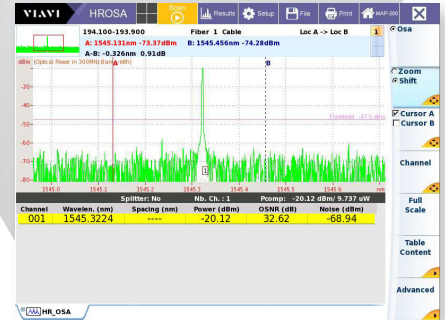 VIAVI HROSA Scan Results Setup File Print MAP-200
194.100-193.900 Fiber 1 Cable Loc A -> Loc B 1
A: 1545.131nm -73.37dBm B: 1545.456nm -74.28dBm
A-B: -0.326nm 0.91dB
dBm (Optical Power in 300MHz Bandwidth)
A B
-30-
-40-
Threshold -47.5 dBm
-50-
-60-
-70-
1
-80-
1545.0 1545.1 1545.2 1545.3 1545.4 1545.5 1545.6 nm
Splitter: No Nb. Ch. : 1 Pcomp: -20.12 dBm/ 9.737 uW
Channel Wavelen. (nm) Spacing (nm) Power (dBm) OSNR (dB) Noise (dBm)
001 1545.3224 ---- -20.12 32.62 -68.94
HR_OSA
Osa
Zoom
Shift
Cursor A
Cursor B
Channel
Full
Scale
Table
Content
Advanced